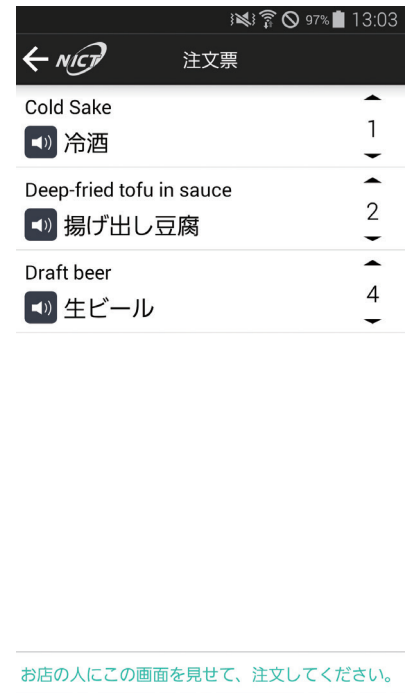 97% 13:03
NICT 注文票
Cold Sake
冷酒
1
Deep-fried tofu in sauce
揚げ出し豆腐
2
Draft beer
生ビール
4
お店の人にこの画面を見せて、注文してください。